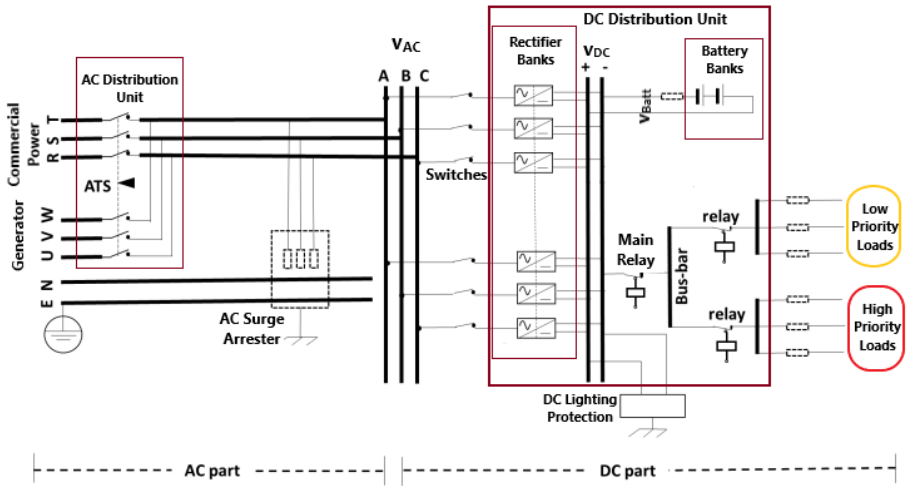 DC Distribution Unit
VAC
Rectifier
Banks
VDC
+ -
Battery
Banks
AC Distribution
Unit
A B C
VBatt
Commercial
Power
T
S
R
ATS
Switches
Generator
W
V
U
N
E
AC Surge
Arrester
Main
Relay
Bus-bar
relay
Low
Priority
Loads
relay
High
Priority
Loads
DC Lighting
Protection
AC part
DC part